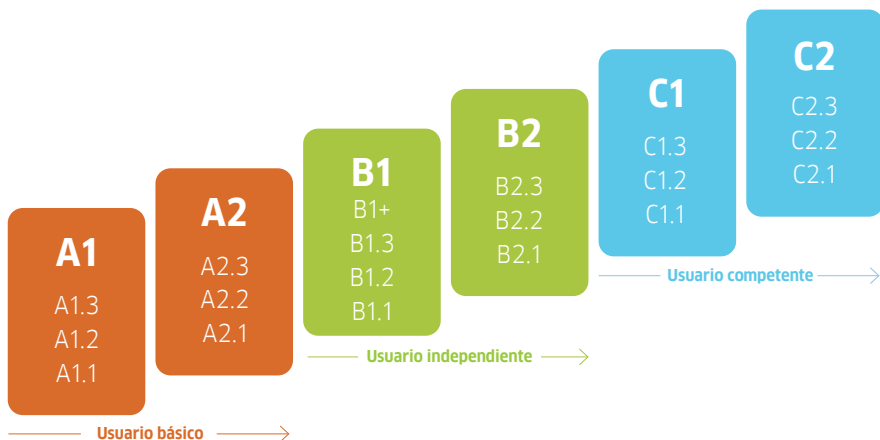 A1
A1.3
A1.2
A1.1
A2
A2.3
A2.2
A2.1
Usuario básico
B1
B1+
B1.3
B1.2
B1.1
B2
B2.3
B2.2
B2.1
Usuario independiente
C1
C1.3
C1.2
C1.1
C2
C2.3
C2.2
C2.1
Usuario competente